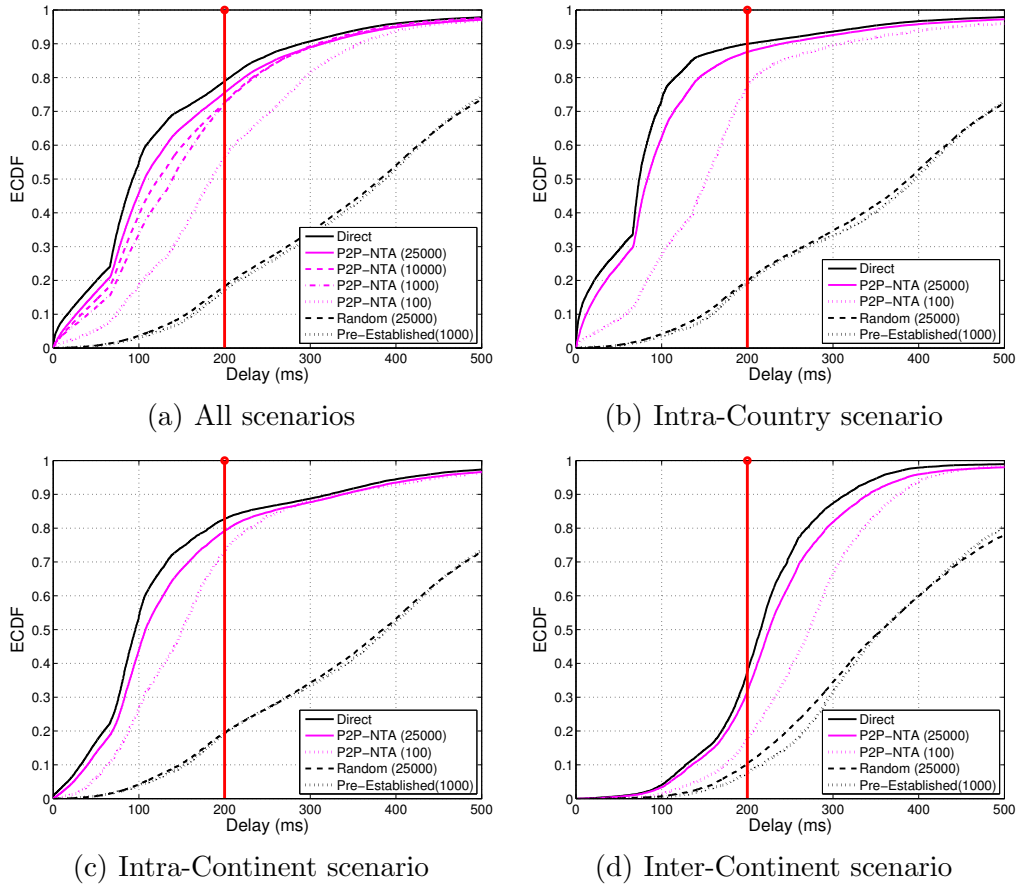 1
0.9
0.8
0.7
0.6
0.5
0.4
0.3
0.2
0.1
0
ECDF
Direct
P2P-NTA (25000)
P2P-NTA (10000)
P2P-NTA (1000)
P2P-NTA (100)
Random (25000)
Pre-Established(1000)
0 100 200 300 400 500
Delay (ms)
(a) All scenarios
1
0.9
0.8
0.7
0.6
0.5
0.4
0.3
0.2
0.1
0
ECDF
Direct
P2P-NTA (25000)
P2P-NTA (100)
Random (25000)
Pre-Established(1000)
0 100 200 300 400 500
Delay (ms)
(b) Intra-Country scenario
1
0.9
0.8
0.7
0.6
0.5
0.4
0.3
0.2
0.1
0
ECDF
Direct
P2P-NTA (25000)
P2P-NTA (100)
Random (25000)
Pre-Established(1000)
0 100 200 300 400 500
Delay (ms)
(c) Intra-Continent scenario
1
0.9
0.8
0.7
0.6
0.5
0.4
0.3
0.2
0.1
0
ECDF
Direct
P2P-NTA (25000)
P2P-NTA (100)
Random (25000)
Pre-Established(1000)
0 100 200 300 400 500
Delay (ms)
(d) Inter-Continent scenario